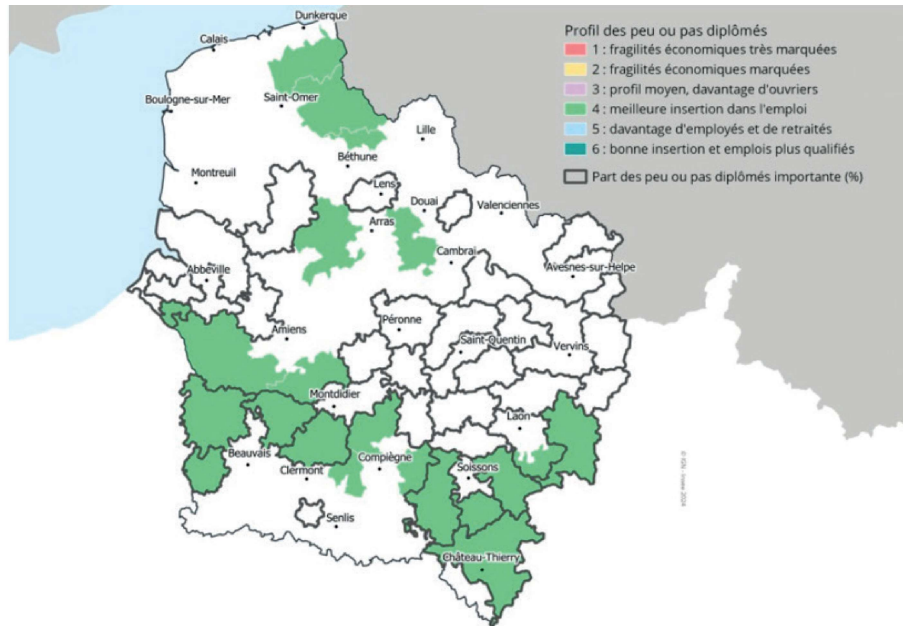 Dunkerque
Calais
Boulogne-sur-Mer
Saint-Omer
Lille
Béthune
Montreuil
Lens
Douai
Valenciennes
Arras
Cambrai
Avesnes-sur-Helpe
Abbeville
Amiens
Péronne
Saint-Quentin
Vervins
Montdidier
Laon
Beauvais
Clermont
Compiègne
Soissons
Senlis
Château-Thierry
Profil des peu ou pas diplômés
1 : fragilités économiques très marquées
2 : fragilités économiques marquées
3 : profil moyen, davantage d'ouvriers
4 : meilleure insertion dans l'emploi
5 : davantage d'employés et de retraités
6 : bonne insertion et emplois plus qualifiés
Part des peu ou pas diplômés importante (%)
© IGN - Insee 2024